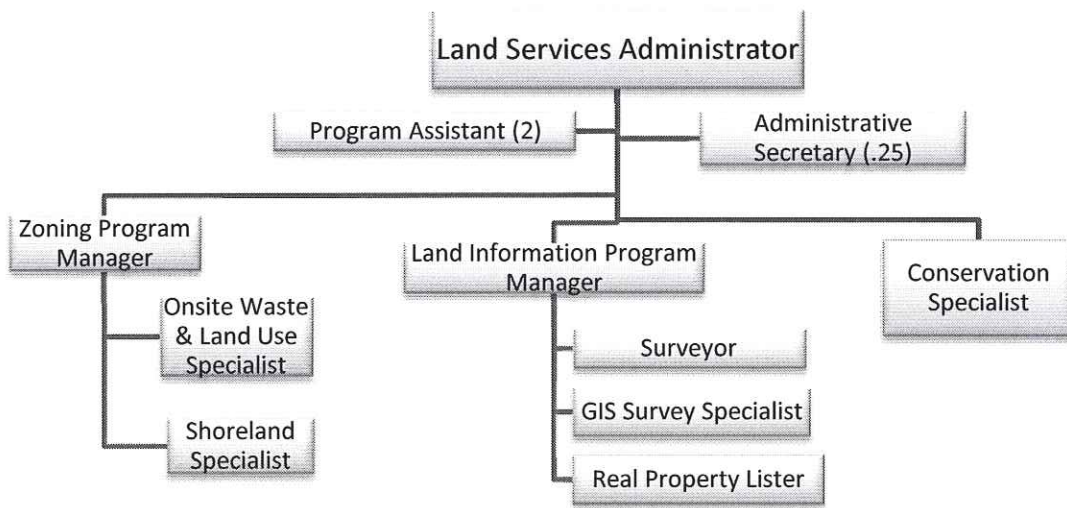 Land Services Administrator
Program Assistant (2)
Administrative
Secretary (.25)
Zoning Program
Manager
Land Information Program
Manager
Conservation
Specialist
Onsite Waste
& Land Use
Specialist
Surveyor
GIS Survey Specialist
Shoreland
Specialist
Real Property Lister